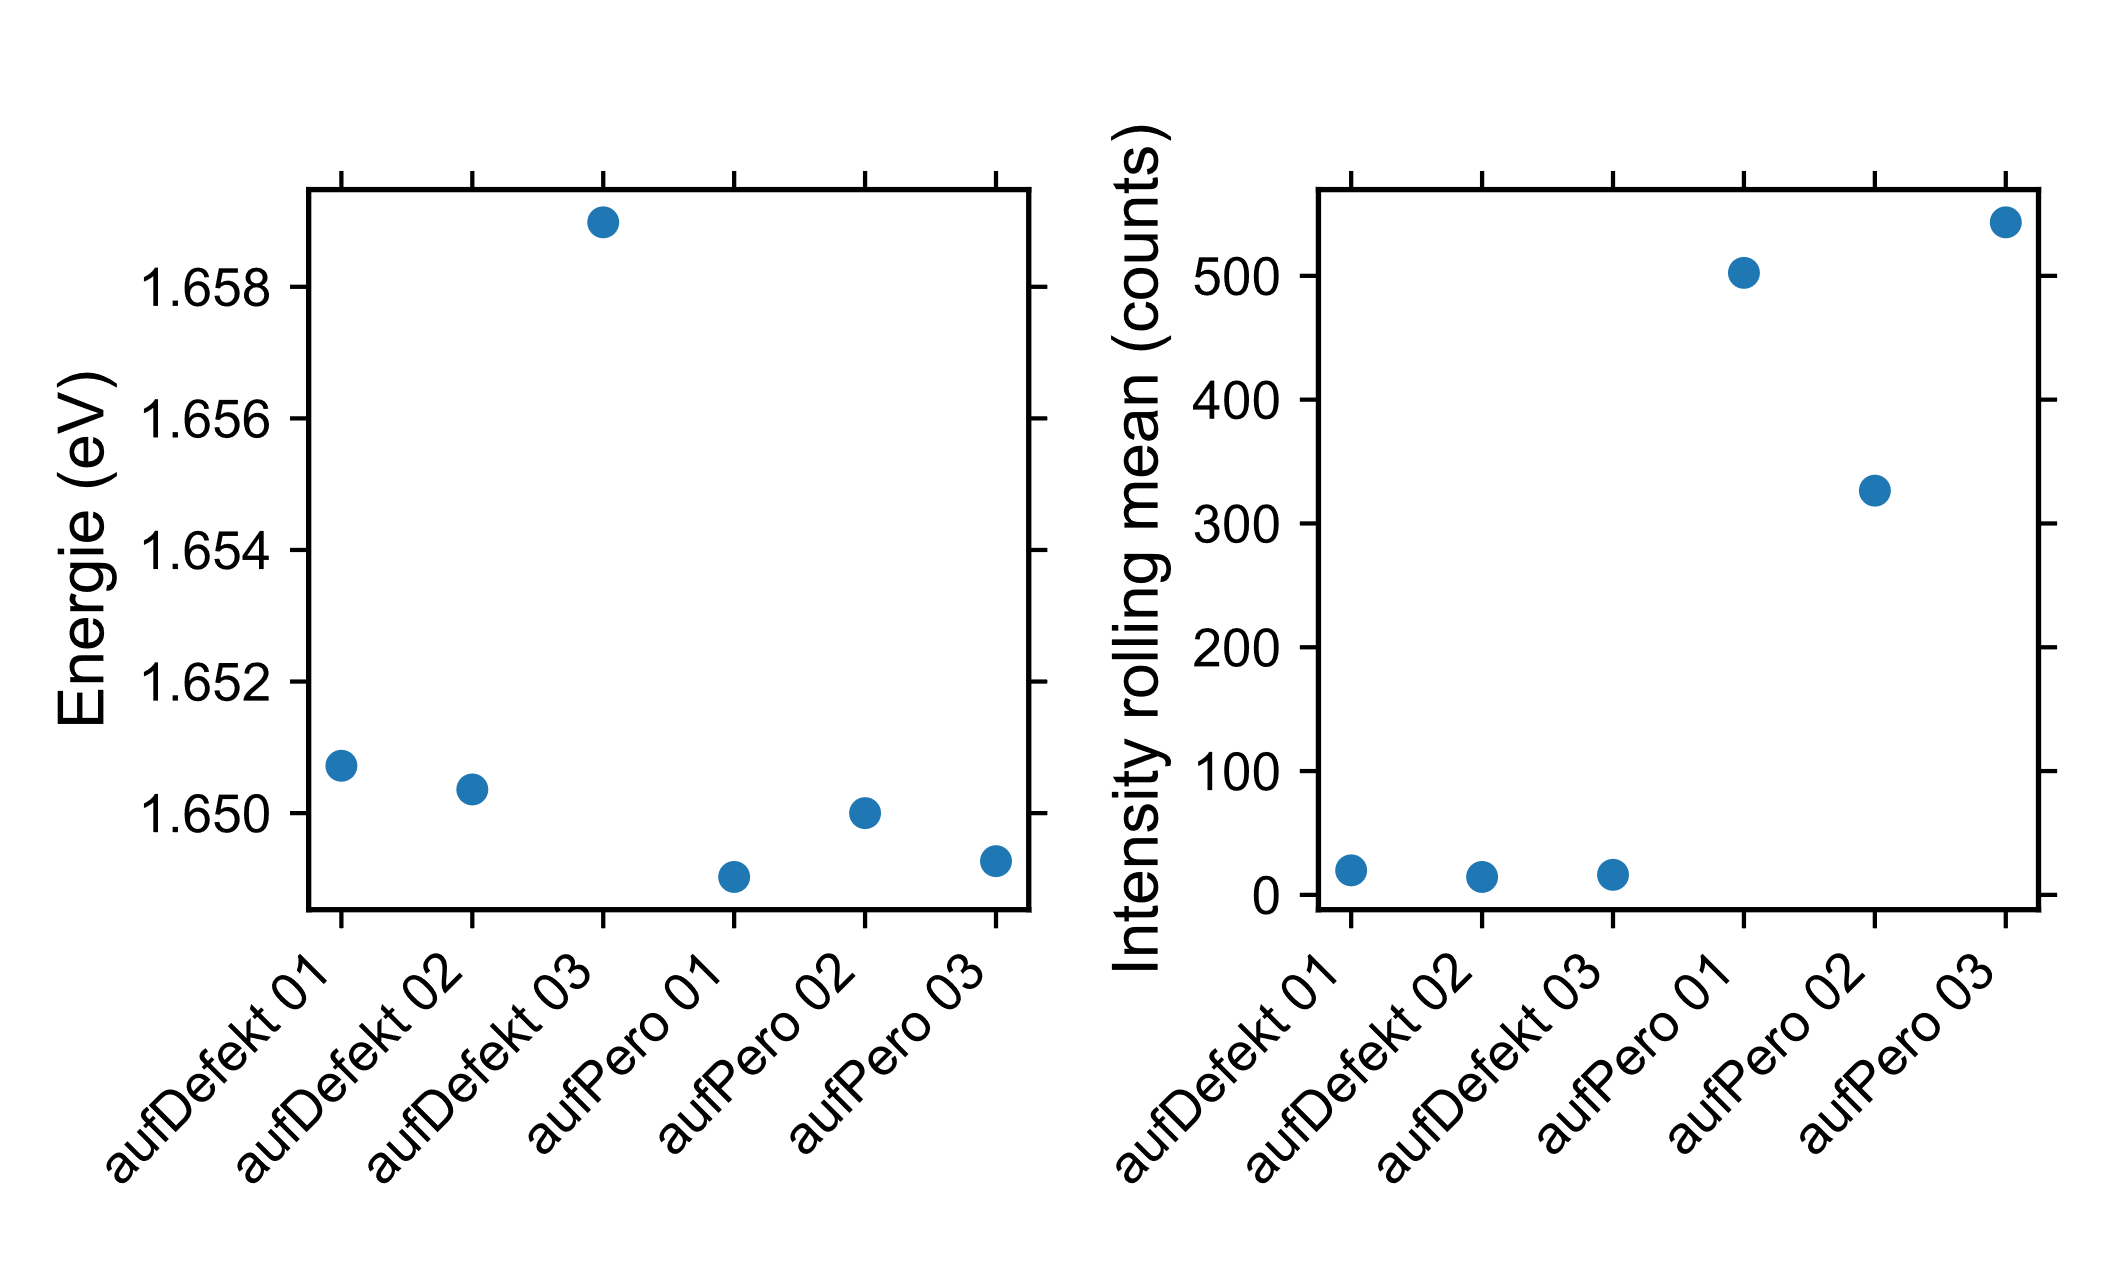 Energie (eV)
1.658
1.656
1.654
1.652
1.650
aufDefekt 01
aufDefekt 02
aufDefekt 03
aufPero 01
aufPero 02
aufPero 03
Intensity rolling mean (counts)
500
400
300
200
100
0
aufDefekt 01
aufDefekt 02
aufDefekt 03
aufPero 01
aufPero 02
aufPero 03